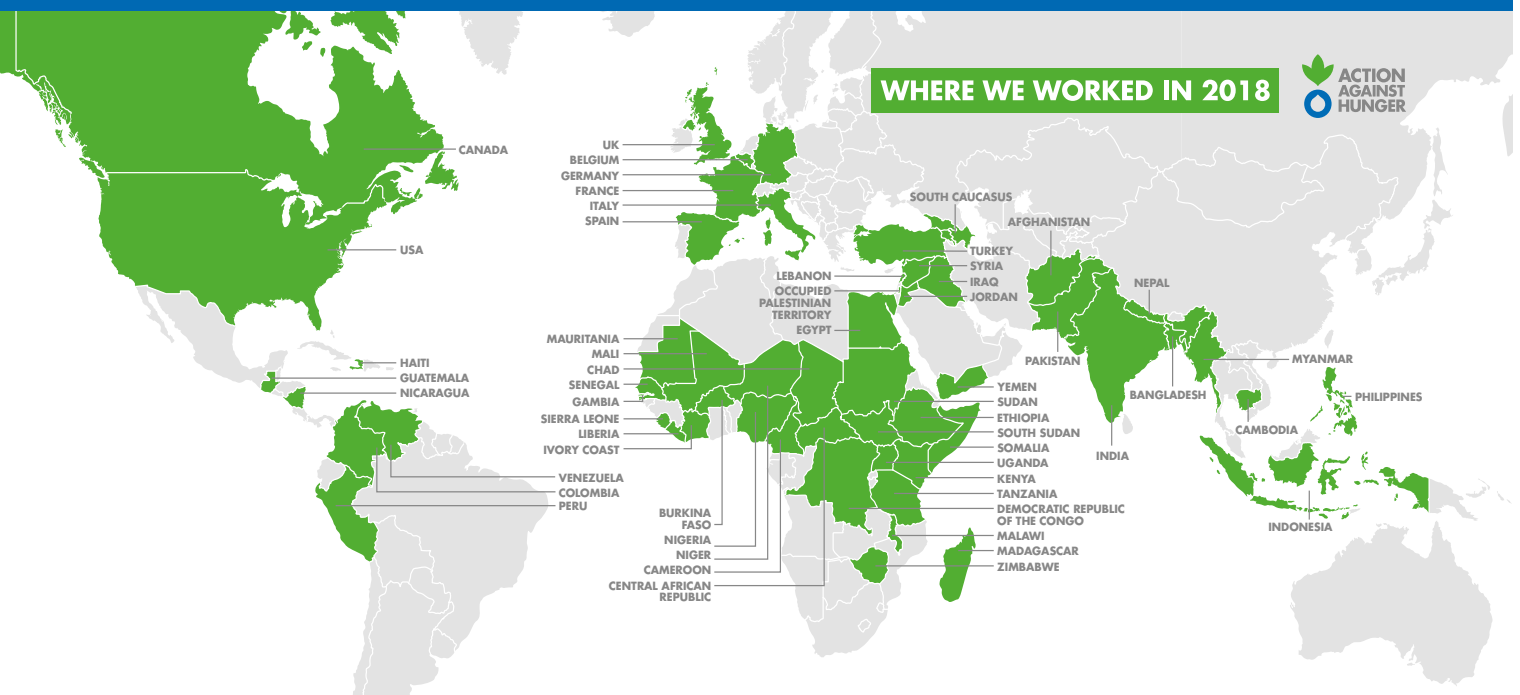 WHERE WE WORKED IN 2018
ACTION
AGAINST
HUNGER
CANADA
USA
HAITI
GUATEMALA
NICARAGUA
VENEZUELA
COLOMBIA
PERU
UK
BELGIUM
GERMANY
FRANCE
ITALY
SPAIN
MAURITANIA
MALI
CHAD
SENEGAL
GAMBIA
SIERRA LEONE
LIBERIA
IVORY COAST
BURKINA
FASO
NIGERIA
NIGER
CAMEROON
CENTRAL AFRICAN
REPUBLIC
LEBANON
OCCUPIED
PALESTINIAN
TERRITORY
EGYPT
SOUTH CAUCASUS
AFGHANISTAN
TURKEY
SYRIA
IRAQ
JORDAN
NEPAL
PAKISTAN
BANGLADESH
INDIA
MYANMAR
CAMBODIA
PHILIPPINES
INDONESIA
YEMEN
SUDAN
ETHIOPIA
SOUTH SUDAN
SOMALIA
UGANDA
KENYA
TANZANIA
DEMOCRATIC REPUBLIC
OF THE CONGO
MALAWI
MADAGASCAR
ZIMBABWE